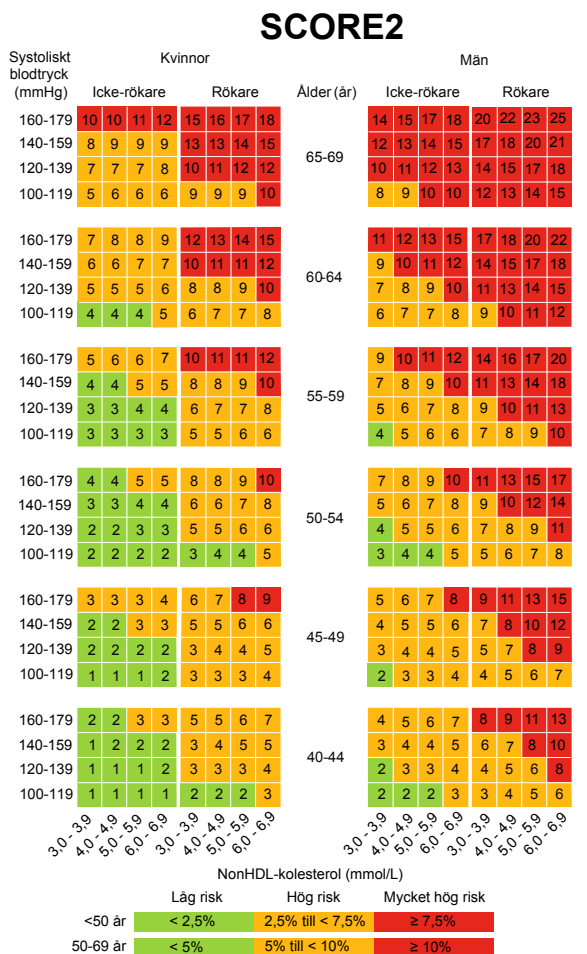 SCORE2
Systoliskt blodtryck (mmHg) Kvinnor Män
Icke-rökare Rökare Ålder (år) Icke-rökare Rökare
160-179 10 10 11 12 15 16 17 18 14 15 17 18 20 22 23 25
140-159 8 9 9 9 13 13 14 15 12 13 14 15 17 18 20 21
65-69
120-139 7 7 7 8 10 11 12 12 10 11 12 13 14 15 17 18
100-119 5 6 6 6 9 9 9 10 8 9 10 10 12 13 14 15
160-179 7 8 8 9 12 13 14 15 11 12 13 15 17 18 20 22
140-159 6 6 7 7 10 11 11 12 9 10 11 12 14 15 17 18
60-64
120-139 5 5 5 6 8 8 9 10 7 8 9 10 11 13 14 15
100-119 4 4 4 5 6 7 7 8 6 7 7 8 9 10 11 12
160-179 5 6 6 7 10 11 11 12 9 10 11 12 14 16 17 20
140-159 4 4 5 5 8 8 9 10 7 8 9 10 11 13 14 18
55-59
120-139 3 3 4 4 6 7 7 8 5 6 7 8 9 10 11 13
100-119 3 3 3 3 5 5 6 6 4 5 6 6 7 8 9 10
160-179 4 4 5 5 8 8 9 10 7 8 9 10 11 13 15 17
140-159 3 3 4 4 6 6 7 8 5 6 7 8 9 10 12 14
50-54
120-139 2 2 3 3 5 5 6 6 4 5 5 6 7 8 9 11
100-119 2 2 2 2 3 4 4 5 3 4 4 5 5 6 7 8
160-179 3 3 3 4 6 7 8 9 5 6 7 8 9 11 13 15
140-159 2 2 3 3 5 5 6 6 4 5 5 6 7 8 10 12
45-49
120-139 2 2 2 2 3 4 4 5 3 4 4 5 5 7 8 9
100-119 1 1 1 2 3 3 3 4 2 3 3 4 4 5 6 7
160-179 2 2 3 3 5 5 6 7 4 5 6 7 8 9 11 13
140-159 1 2 2 2 3 4 5 5 3 4 4 5 6 7 8 10
40-44
120-139 1 1 1 2 3 3 3 4 2 3 3 4 4 5 6 8
100-119 1 1 1 1 2 2 2 3 2 2 2 3 3 4 5 6
3,0 - 3,9 4,0 - 4,9 5,0 - 5,9 6,0 - 6,9 3,0 - 3,9 4,0 - 4,9 5,0 - 5,9 6,0 - 6,9 3,0 - 3,9 4,0 - 4,9 5,0 - 5,9 6,0 - 6,9 3,0 - 3,9 4,0 - 4,9 5,0 - 5,9 6,0 - 6,9
NonHDL-kolesterol (mmol/L)
Låg risk Hög risk Mycket hög risk
<50 år < 2,5% 2,5% till < 7,5% ≥ 7,5%
50-69 år < 5% 5% till < 10% ≥ 10%